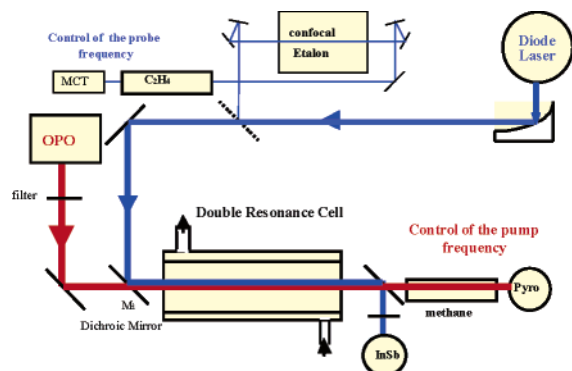 Control of the probe
frequency
confocal
Etalon
Diode
Laser
MCT
C₂H₄
OPO
filter
Double Resonance Cell
Control of the pump
frequency
Dichroic Mirror
methane
Pyro
InSb